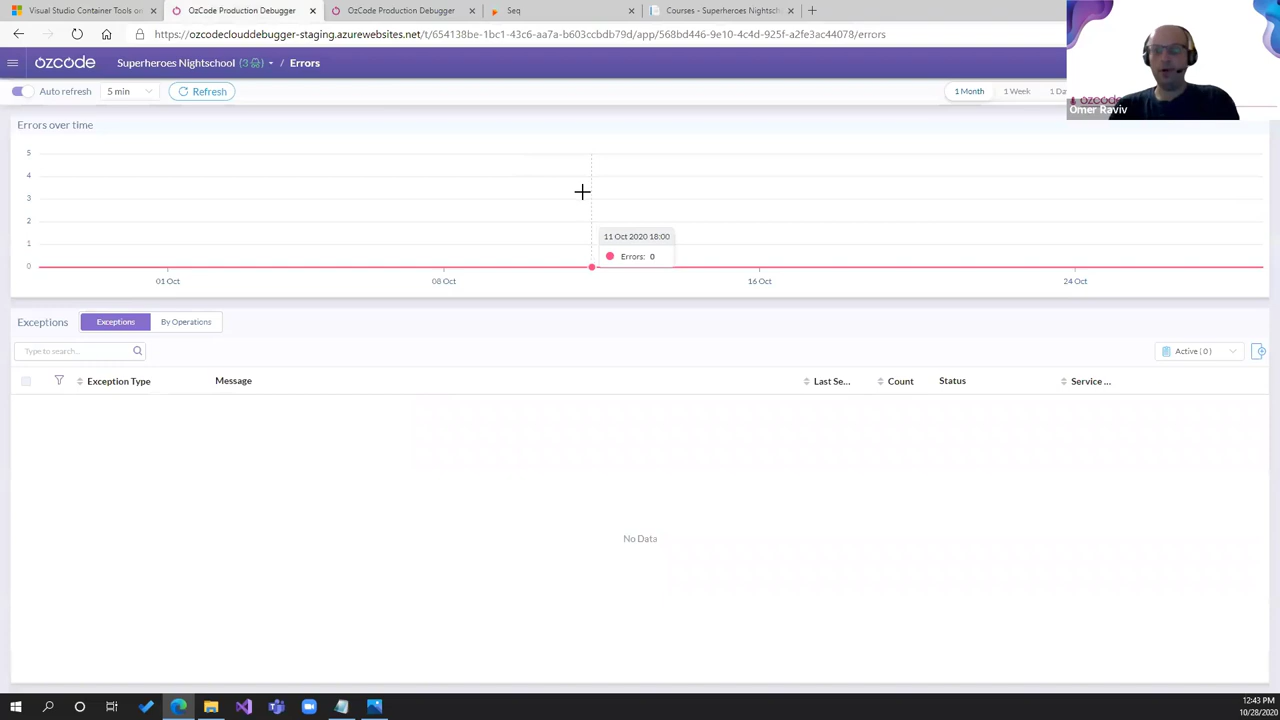 Visual Studio Container Tools on
OzCode Production Debugger
OzCode Production Debugger
Seq
Courses - Superheroes Nightsch
https://ozcodeclouddebugger-staging.azurewebsites.net/t/654138be-1bc1-43c6-aa7a-b603ccbdb79d/app/568bd446-9e10-4c4d-925f-a2fe3ac44078/errors
ozcode
Superheroes Nightschool (3) / Errors
Auto refresh
5 min
Refresh
1 Month
1 Week
1 Da
ozcode
Omer Raviv
Errors over time
5
4
3
2
1
0
11 Oct 2020 18:00
Errors: 0
01 Oct
08 Oct
16 Oct
24 Oct
Exceptions
Exceptions
By Operations
Type to search...
Active ( 0 )
Exception Type
Message
Last Se...
Count
Status
Service ...
No Data
12:43 PM
10/28/2020